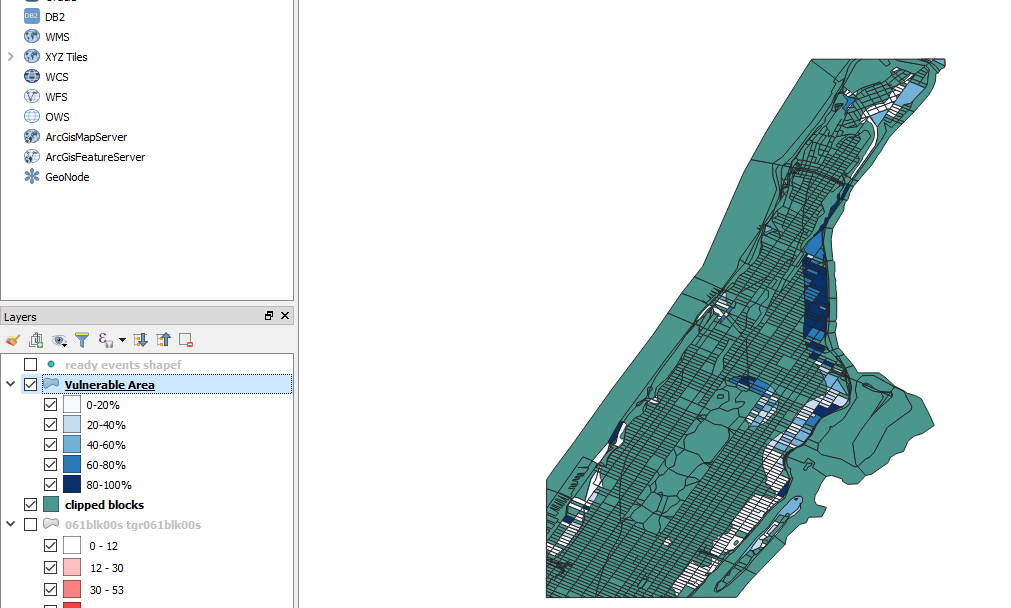 DB2
DB2
WMS
XYZ Tiles
WCS
WFS
OWS
ArcGisMapServer
ArcGisFeatureServer
GeoNode
Layers
ready events shapef
Vulnerable Area
0-20%
20-40%
40-60%
60-80%
80-100%
clipped blocks
061blk00s tgr061blk00s
0 - 12
12 - 30
30 - 53